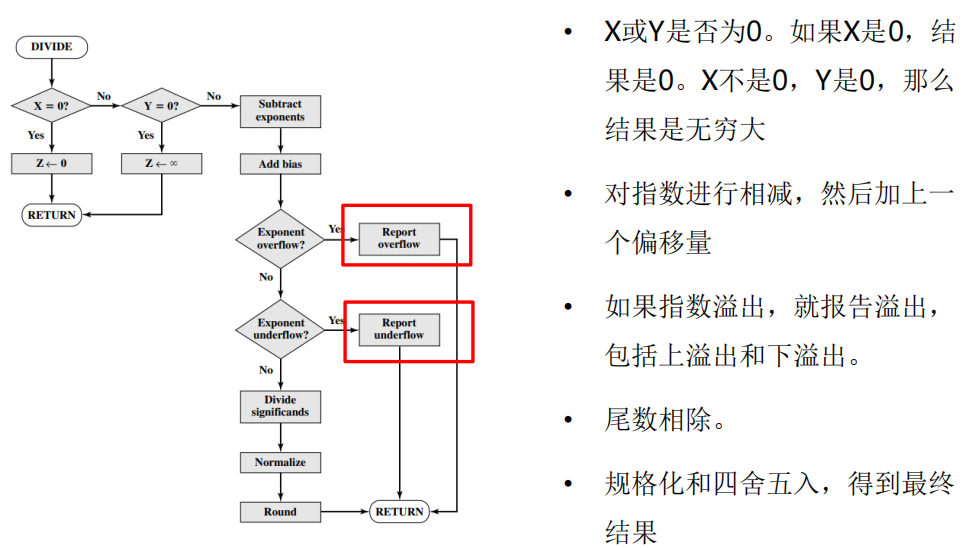 DIVIDE
X = 0?
No
Y = 0?
No
Subtract
exponents
Yes
Yes
Z ← 0
Z ← ∞
Add bias
RETURN
Exponent
overflow?
Yes
Report
overflow
No
Exponent
underflow?
Yes
Report
underflow
No
Divide
significands
Normalize
Round
RETURN
• X或Y是否为0。如果X是0，结
果是0。X不是0，Y是0，那么
结果是无穷大
• 对指数进行相减，然后加上一
个偏移量
• 如果指数溢出，就报告溢出，
包括上溢出和下溢出。
• 尾数相除。
• 规格化和四舍五入，得到最终
结果